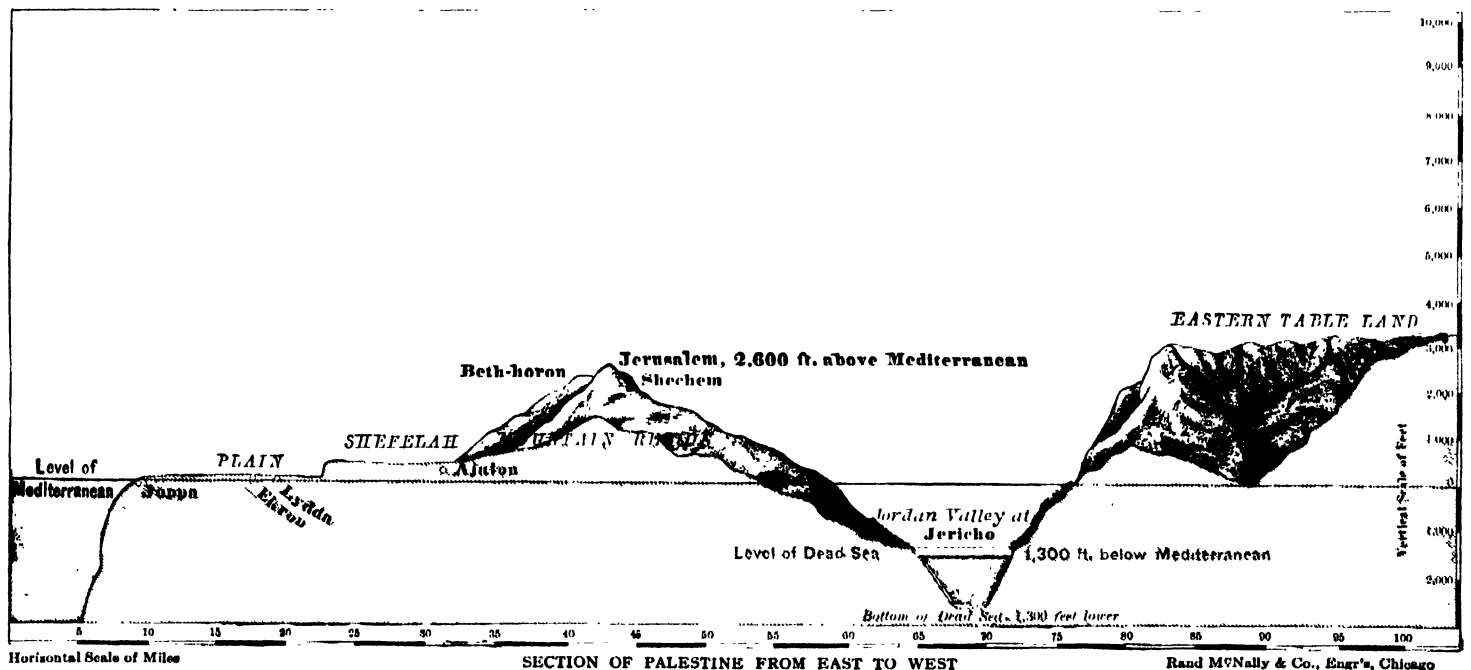 10,000
9,000
8,000
7,000
6,000
5,000
4,000
EASTERN TABLE LAND
3,000
Jerusalem, 2,600 ft. above Mediterranean
Beth-horon
Shechem
2,000
SHEFELAH MOUNTAIN REGION
1,000
PLAIN
Ajalon
Level of
Mediterranean
Joppa
Lydda
Ekron
0
Vertical Scale of Feet
Jordan Valley at
Jericho
Level of Dead Sea
1,300 ft. below Mediterranean
2,000
Bottom of Dead Sea, 1,300 feet lower
5 10 15 20 25 30 35 40 45 50 55 60 65 70 75 80 85 90 95 100
Horizontal Scale of Miles
SECTION OF PALESTINE FROM EAST TO WEST
Rand McNally & Co., Engr's, Chicago